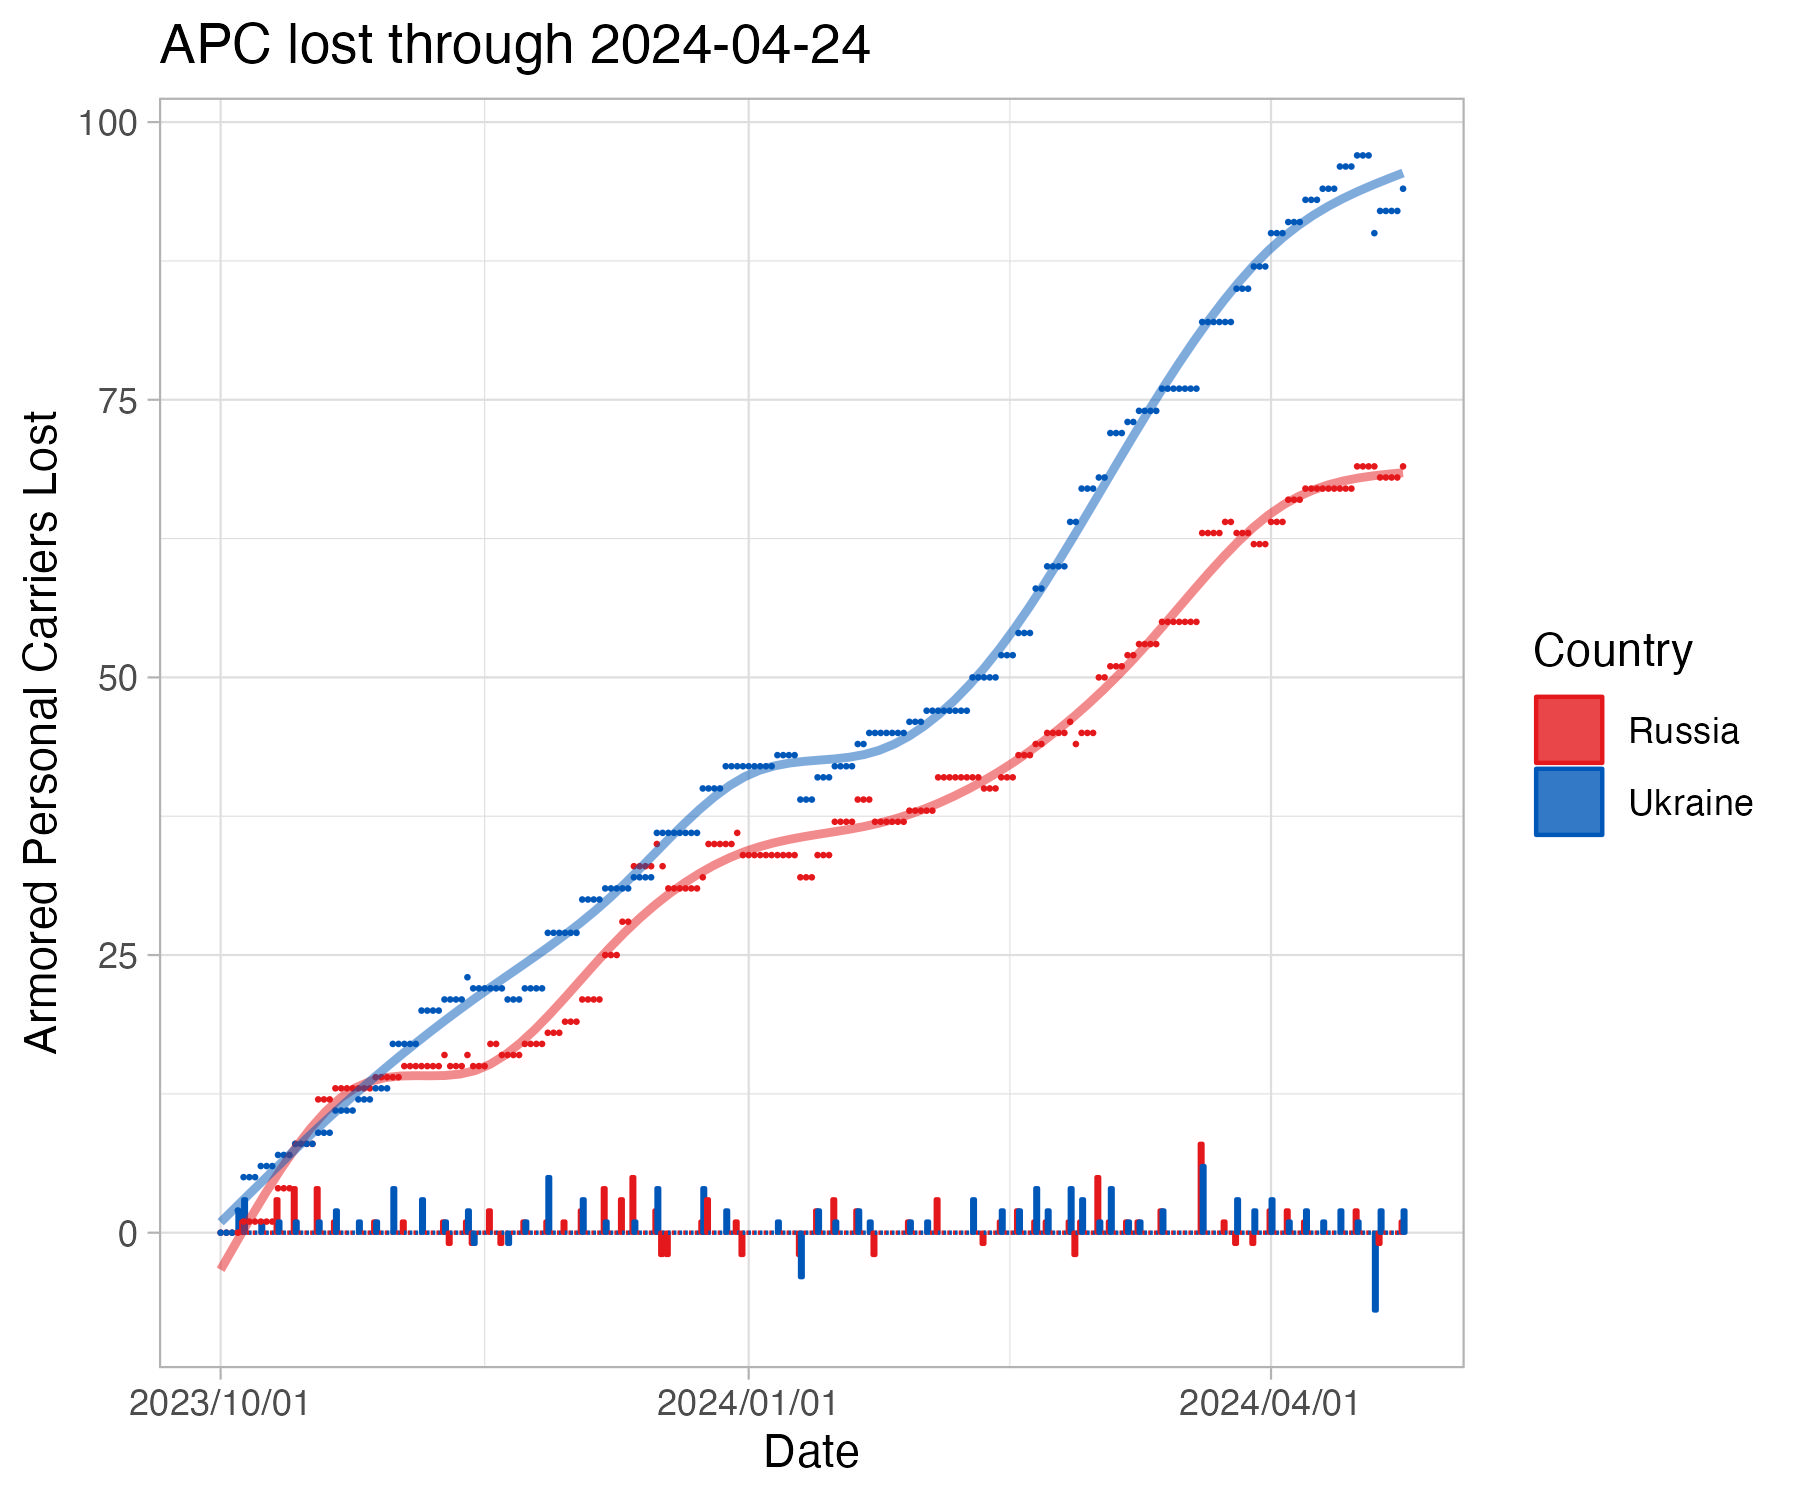 APC lost through 2024-04-24
Armored Personal Carriers Lost
100
75
50
25
0
2023/10/01
2024/01/01
2024/04/01
Date
Country
Russia
Ukraine